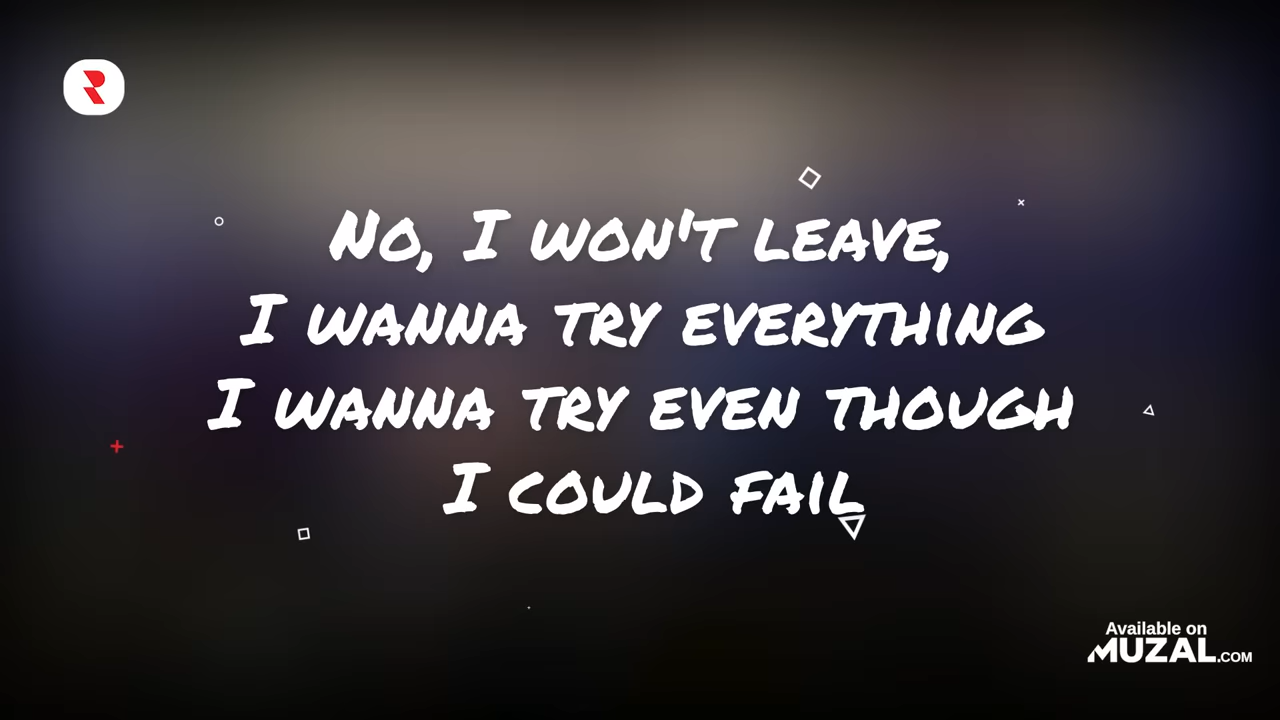 No, I won't leave,
I wanna try everything
I wanna try even though
I could fail
Available on
MUZAL.COM